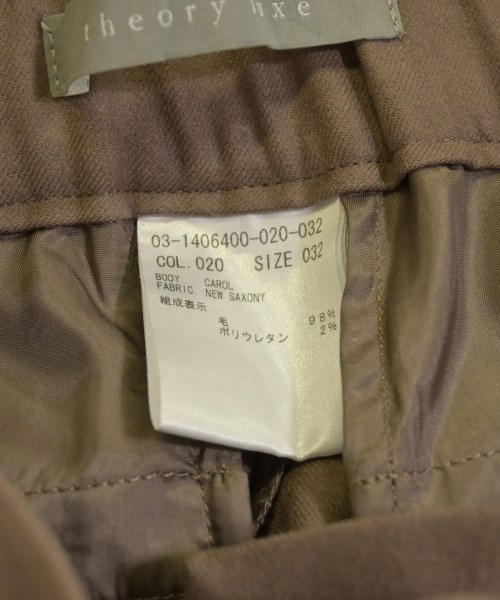 theory luxe
03-1406400-020-032
COL. 020 SIZE 032
BODY CAROL
FABRIC. NEW SAXONY
組成表示
毛 98%
ポリウレタン 2%